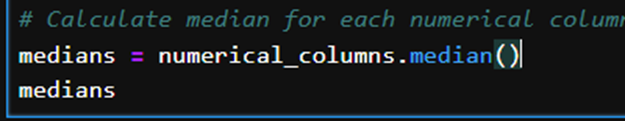 # Calculate median for each numerical colum
medians = numerical_columns.median()
medians